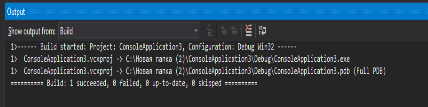 Output
Show output from: Build
1>------ Build started: Project: ConsoleApplication3, Configuration: Debug Win32 ------
1>  ConsoleApplication3.vcxproj -> C:\Новая папка (2)\ConsoleApplication3\Debug\ConsoleApplication3.exe
1>  ConsoleApplication3.vcxproj -> C:\Новая папка (2)\ConsoleApplication3\Debug\ConsoleApplication3.pdb (Full PDB)
========== Build: 1 succeeded, 0 failed, 0 up-to-date, 0 skipped ==========